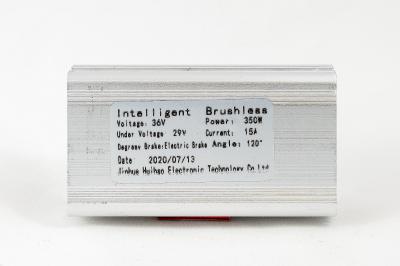 Intelligent Brushless
Voltage: 36V Power: 350W
Under Voltage 29V Current: 15A
Degreey Brake:Electric Brake Angle: 120°
Date 2020/07/13
Jinhua Huihao Electronic Technology Co.Ltd